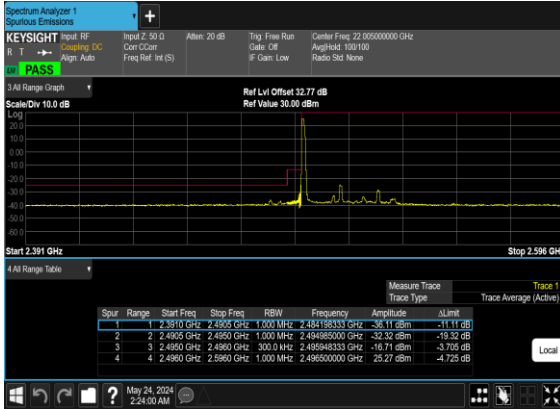 Spectrum Analyzer 1
Spurious Emissions
+
KEYSIGHT Input: RF Input Z: 50 Ω Atten: 20 dB Trig: Free Run Center Freq: 22.005000000 GHz
R T Coupling: DC Corr CCorr Gate: Off Avg|Hold: 100/100
Align: Auto Freq Ref: Int (S) IF Gain: Low Radio Std: None
PASS
3 All Range Graph Ref Lvl Offset 32.77 dB
Scale/Div 10.0 dB Ref Value 30.00 dBm
Log
20.0
10.0
0.00
-10.0
-20.0
-30.0
-40.0
-50.0
-60.0
Start 2.391 GHz Stop 2.596 GH
4 All Range Table
Measure Trace Trace 1
Trace Type Trace Average (Active)
Spur Range Start Freq Stop Freq RBW Frequency Amplitude ΔLimit
1 1 2.3910 GHz 2.4905 GHz 1.000 MHz 2.484198333 GHz -36.11 dBm -11.11 dB
2 2 2.4905 GHz 2.4950 GHz 1.000 MHz 2.494985000 GHz -32.32 dBm -19.32 dB
3 3 2.4950 GHz 2.4960 GHz 300.0 kHz 2.495948333 GHz -16.71 dBm -3.705 dB
4 4 2.4960 GHz 2.5960 GHz 1.000 MHz 2.496500000 GHz 25.27 dBm -4.725 dB
Local
? May 24, 2024
2:24:00 AM